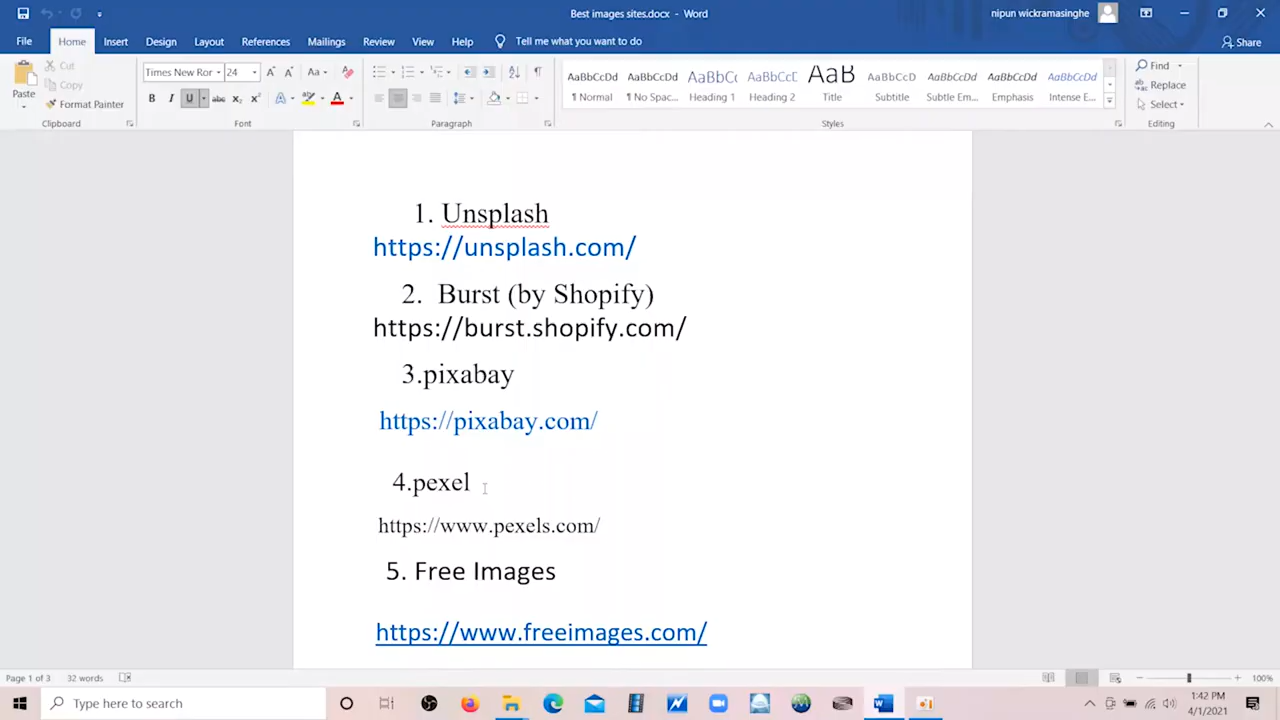 Best images sites.docx - Word
nipun wickramasinghe
File Home Insert Design Layout References Mailings Review View Help Tell me what you want to do Share
Paste
Cut
Copy
Format Painter
Clipboard
Times New Ror 24
B I U abc X₂ X² A A
Font
Paragraph
AaBbCcDd AaBbCcDd AaBbCc AaBbCcD AaB AaBbCcD AaBbCcDd AaBbCcDd AaBbCcDd
¶ Normal ¶ No Spac... Heading 1 Heading 2 Title Subtitle Subtle Em... Emphasis Intense E...
Styles
Find
Replace
Select
Editing
1. Unsplash
https://unsplash.com/
2. Burst (by Shopify)
https://burst.shopify.com/
3.pixabay
https://pixabay.com/
4.pexel
https://www.pexels.com/
5. Free Images
https://www.freeimages.com/
Page 1 of 3 32 words 100%
Type here to search
1:42 PM
4/1/2021